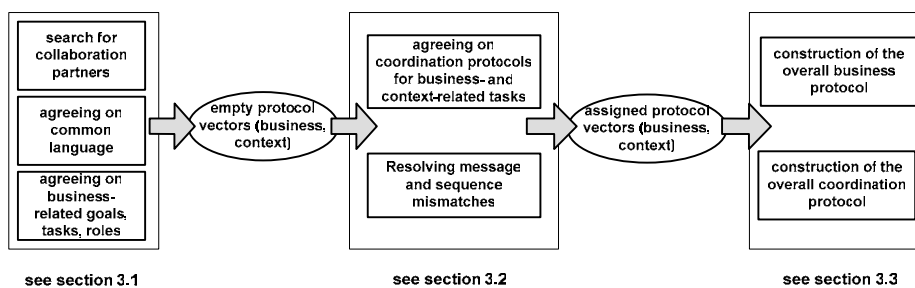 search for
collaboration
partners
agreeing on
common
language
agreeing on
business-
related goals,
tasks, roles
see section 3.1
empty protocol
vectors (business,
context)
agreeing on
coordination protocols
for business- and
context-related tasks
Resolving message
and sequence
mismatches
see section 3.2
assigned protocol
vectors (business,
context)
construction of the
overall business
protocol
construction of the
overall coordination
protocol
see section 3.3